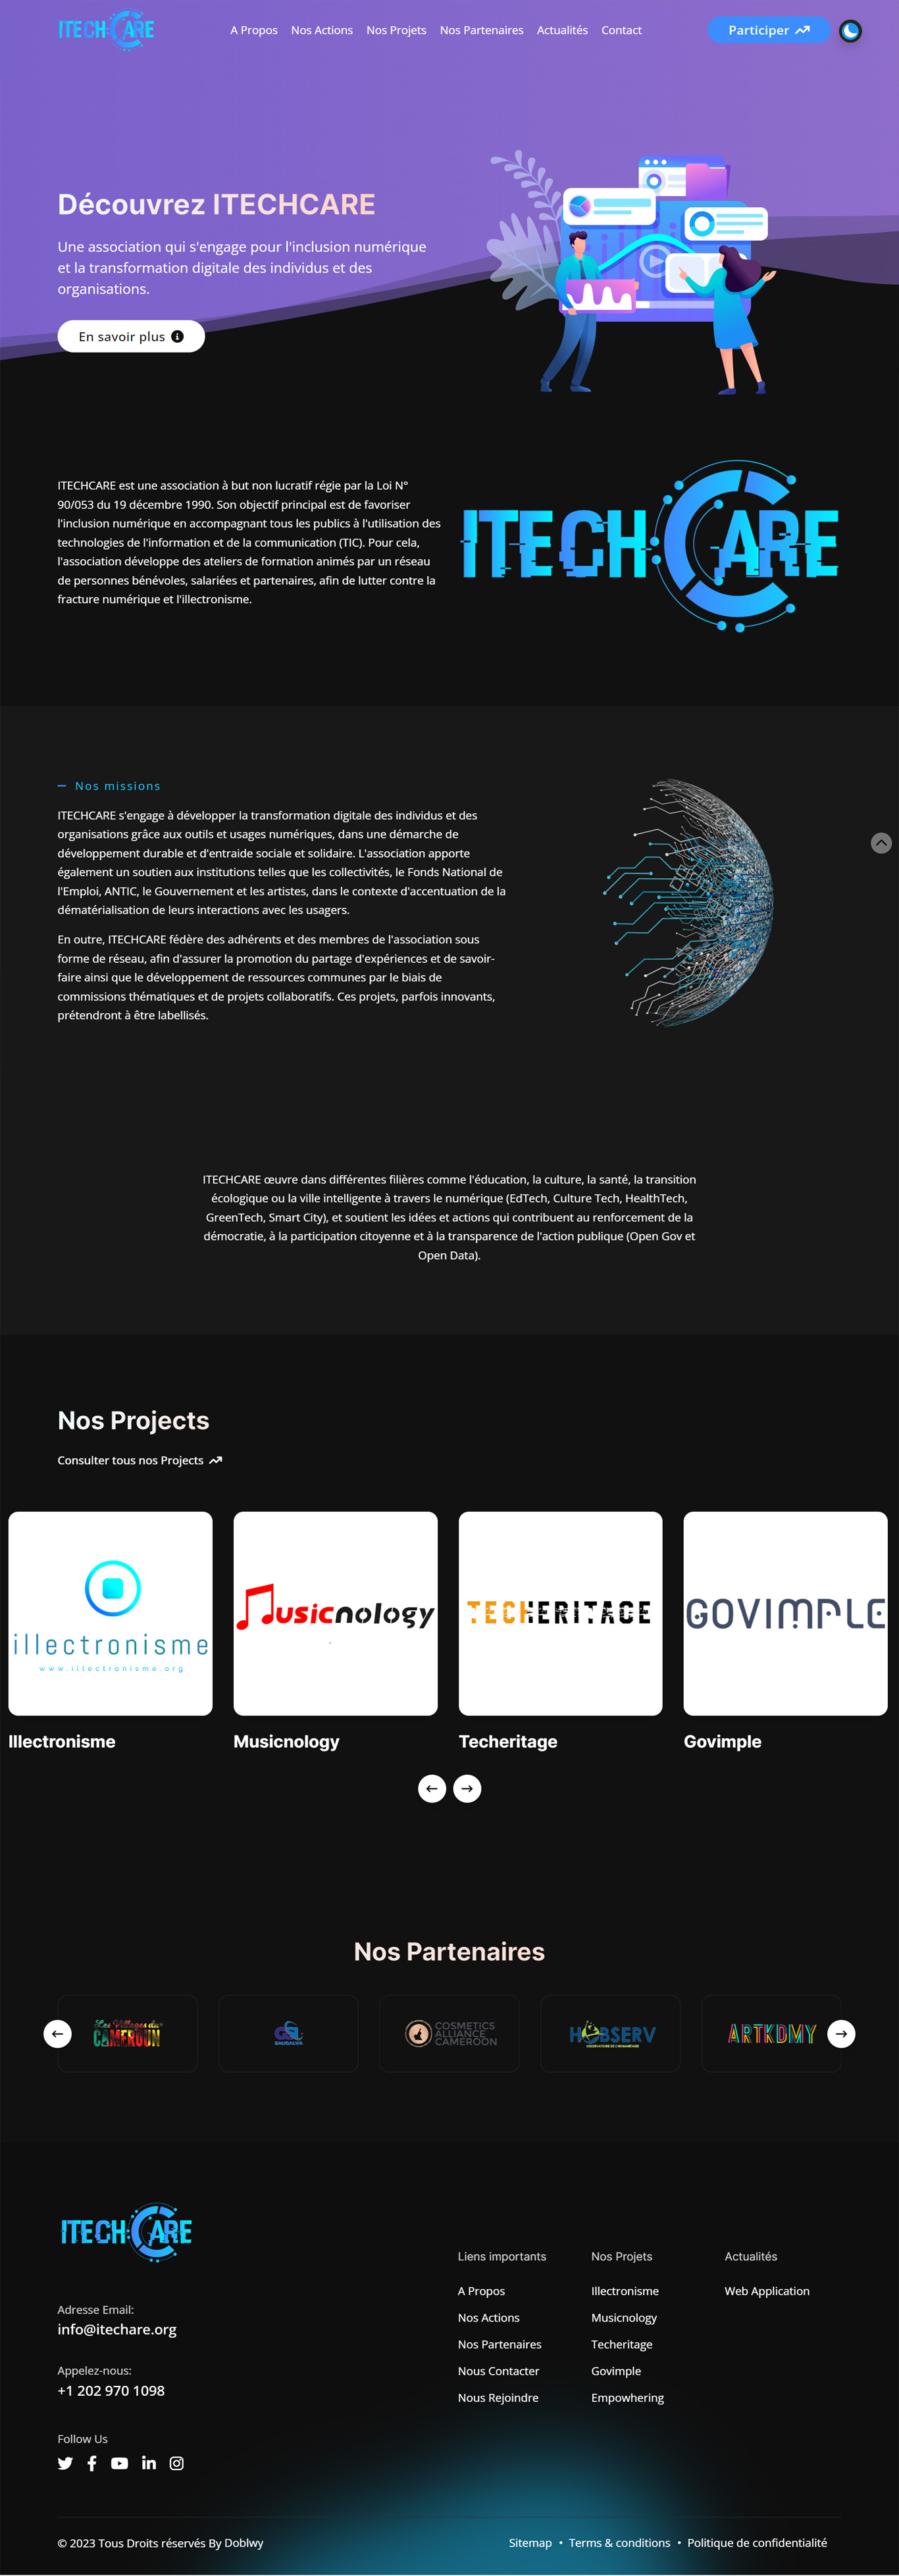 ITECHCARE
A Propos Nos Actions Nos Projets Nos Partenaires Actualités Contact
Participer
Découvrez ITECHCARE
Une association qui s'engage pour l'inclusion numérique
et la transformation digitale des individus et des
organisations.
En savoir plus
ITECHCARE est une association à but non lucratif régie par la Loi N°
90/053 du 19 décembre 1990. Son objectif principal est de favoriser
l'inclusion numérique en accompagnant tous les publics à l'utilisation des
technologies de l'information et de la communication (TIC). Pour cela,
l'association développe des ateliers de formation animés par un réseau
de personnes bénévoles, salariées et partenaires, afin de lutter contre la
fracture numérique et l'illectronisme.
ITECHCARE
Nos missions
ITECHCARE s'engage à développer la transformation digitale des individus et des
organisations grâce aux outils et usages numériques, dans une démarche de
développement durable et d'entraide sociale et solidaire. L'association apporte
également un soutien aux institutions telles que les collectivités, le Fonds National de
l'Emploi, ANTIC, le Gouvernement et les artistes, dans le contexte d'accentuation de la
dématérialisation de leurs interactions avec les usagers.
En outre, ITECHCARE fédère des adhérents et des membres de l'association sous
forme de réseau, afin d'assurer la promotion du partage d'expériences et de savoir-
faire ainsi que le développement de ressources communes par le biais de
commissions thématiques et de projets collaboratifs. Ces projets, parfois innovants,
prétendront à être labellisés.
ITECHCARE œuvre dans différentes filières comme l'éducation, la culture, la santé, la transition
écologique ou la ville intelligente à travers le numérique (EdTech, Culture Tech, HealthTech,
GreenTech, Smart City), et soutient les idées et actions qui contribuent au renforcement de la
démocratie, à la participation citoyenne et à la transparence de l'action publique (Open Gov et
Open Data).
Nos Projects
Consulter tous nos Projects
illectronisme
www.illectronisme.org
Musicnology
TECHERITAGE
GOVIMPLE
Illectronisme
Musicnology
Techeritage
Govimple
Nos Partenaires
Les Villages du
CAMEROUN
SAUDALYA
COSMETICS
ALLIANCE
CAMEROON
HOBSERV
OBSERVATOIRE DE L'HUMANITAIRE
ARTKDMY
ITECHCARE
Adresse Email:
info@itechare.org
Appelez-nous:
+1 202 970 1098
Follow Us
Liens importants
A Propos
Nos Actions
Nos Partenaires
Nous Contacter
Nous Rejoindre
Nos Projets
Illectronisme
Musicnology
Techeritage
Govimple
Empowhering
Actualités
Web Application
© 2023 Tous Droits réservés By Doblwy
Sitemap • Terms & conditions • Politique de confidentialité